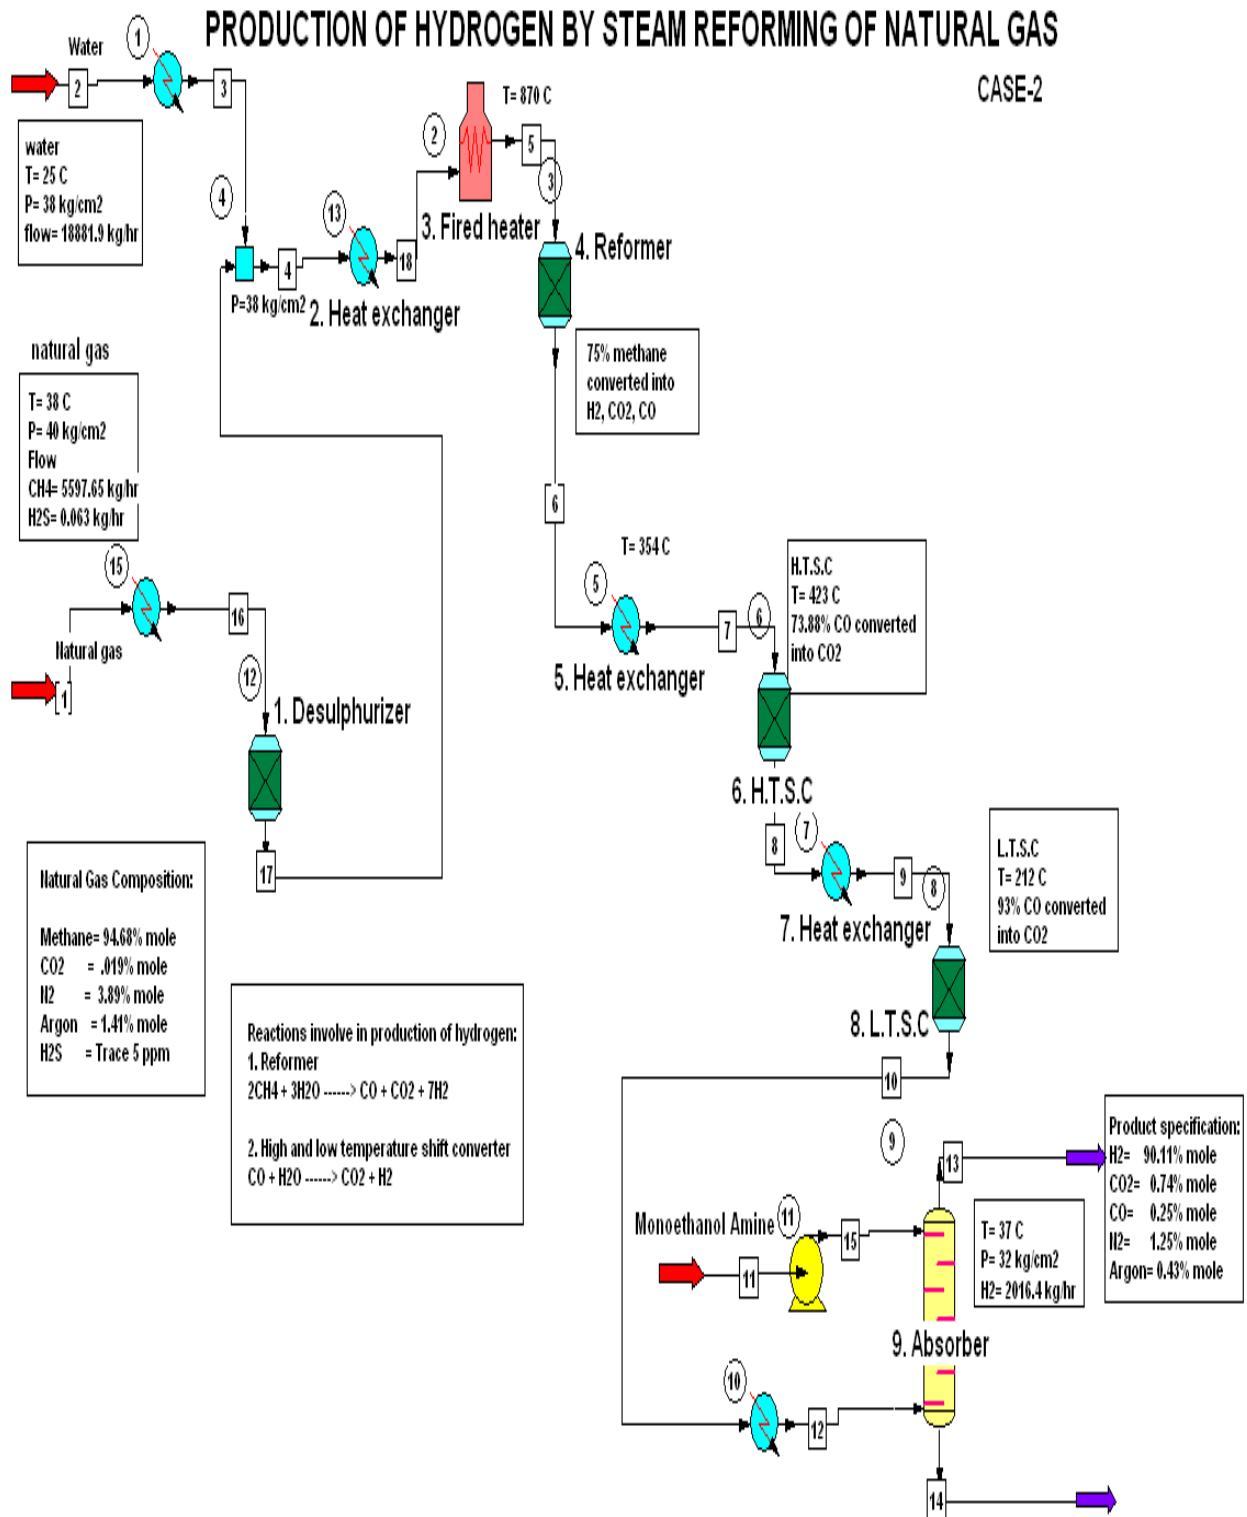 PRODUCTION OF HYDROGEN BY STEAM REFORMING OF NATURAL GAS
CASE-2
Water
1
2
3
water
T= 25 C
P= 38 kg/cm2
flow= 18881.9 kg/hr
4
P=38 kg/cm2
4
13
2. Heat exchanger
18
2
T= 870 C
3. Fired heater
5
3
4. Reformer
75% methane
converted into
H2, CO2, CO
natural gas
T= 38 C
P= 40 kg/cm2
Flow
CH4= 5597.65 kg/hr
H2S= 0.063 kg/hr
15
Natural gas
1
16
12
1. Desulphurizer
17
6
T= 354 C
5
5. Heat exchanger
7
6
H.T.S.C
T= 423 C
73.88% CO converted
into CO2
6. H.T.S.C
8
7
7. Heat exchanger
9
8
L.T.S.C
T= 212 C
93% CO converted
into CO2
8. L.T.S.C
10
Natural Gas Composition:
Methane= 94.68% mole
CO2 = .019% mole
N2 = 3.89% mole
Argon = 1.41% mole
H2S = Trace 5 ppm
Reactions involve in production of hydrogen:
1. Reformer
2CH4 + 3H2O ------> CO + CO2 + 7H2
2. High and low temperature shift converter
CO + H2O ------> CO2 + H2
9
13
Product specification:
H2= 90.11% mole
CO2= 0.74% mole
CO= 0.25% mole
N2= 1.25% mole
Argon= 0.43% mole
Monoethanol Amine
11
11
15
T= 37 C
P= 32 kg/cm2
H2= 2016.4 kg/hr
9. Absorber
10
12
14